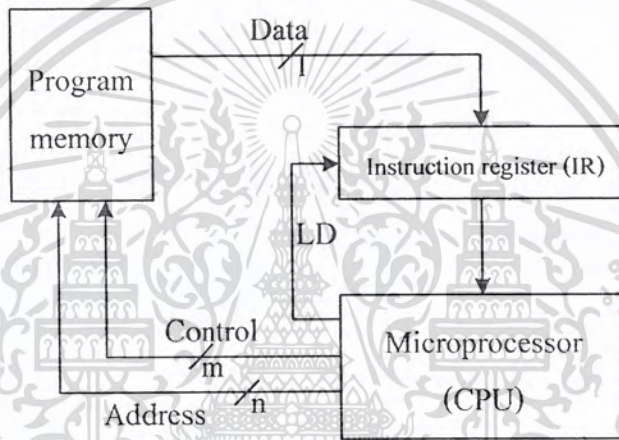 Data
l
Program
memory
Instruction register (IR)
LD
Control
m
Microprocessor
(CPU)
n
Address